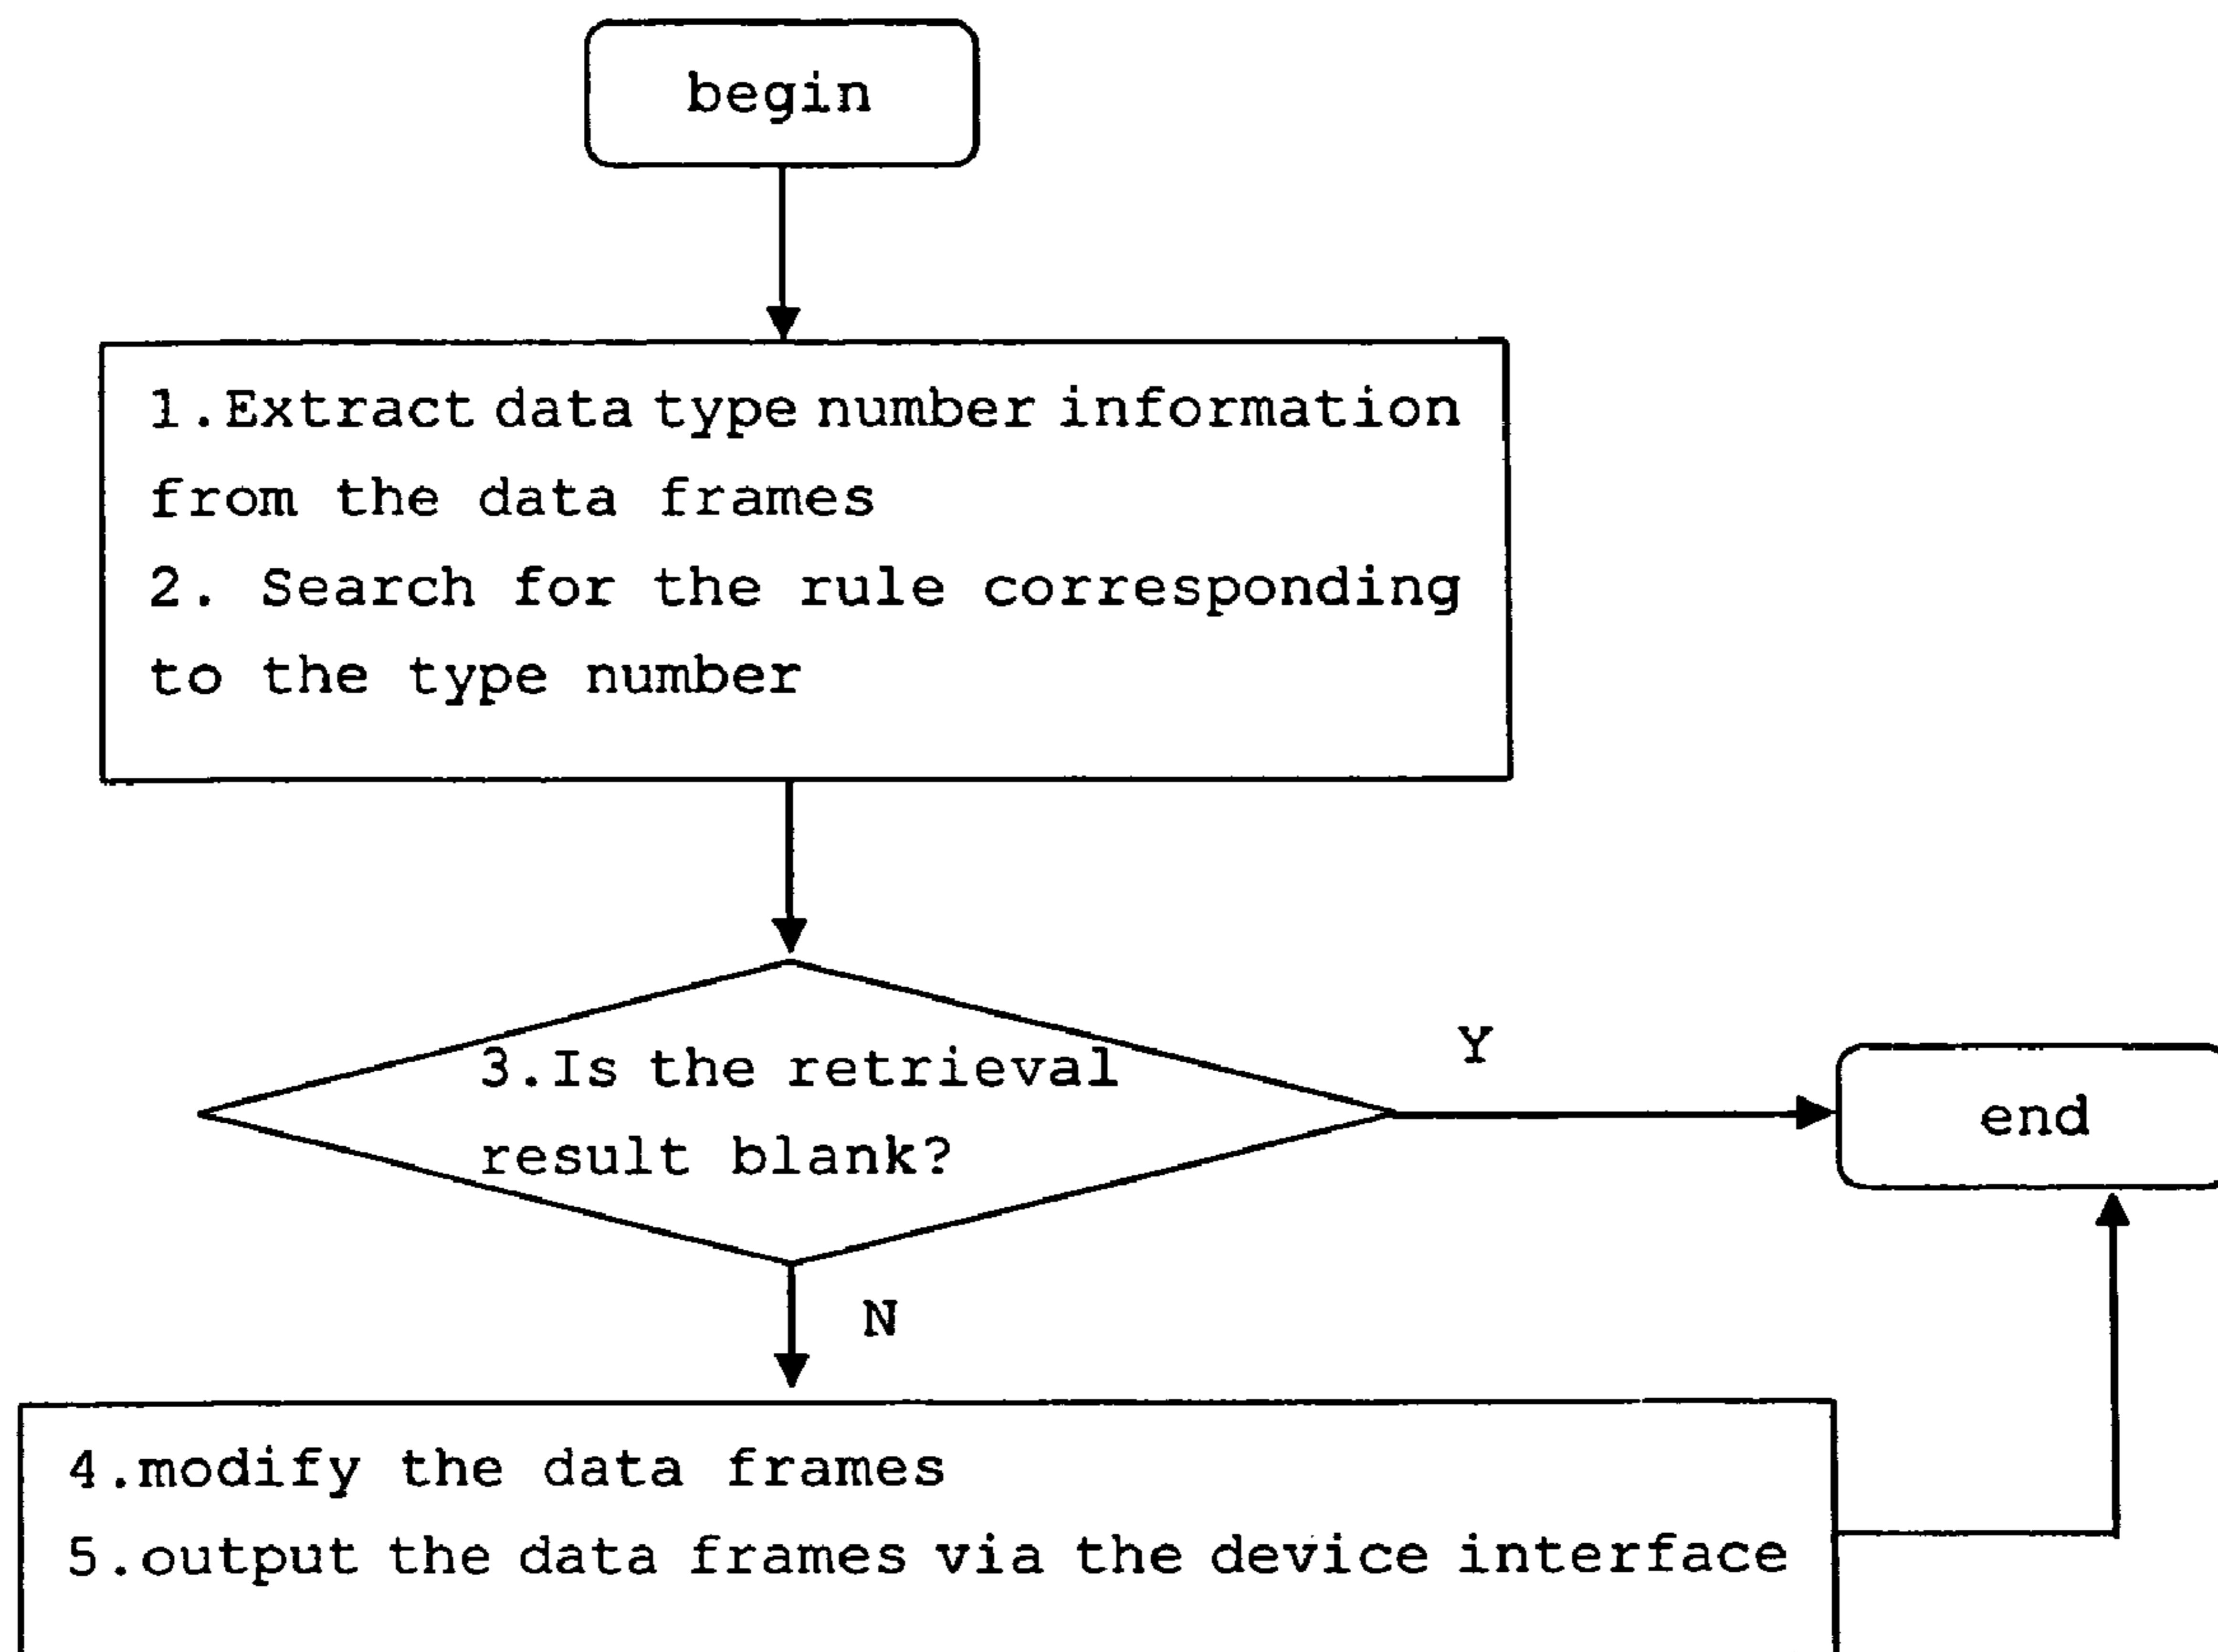 begin
1.Extract data type number information
from the data frames
2. Search for the rule corresponding
to the type number
3.Is the retrieval
result blank?
Y
end
N
4.modify the data frames
5.output the data frames via the device interface